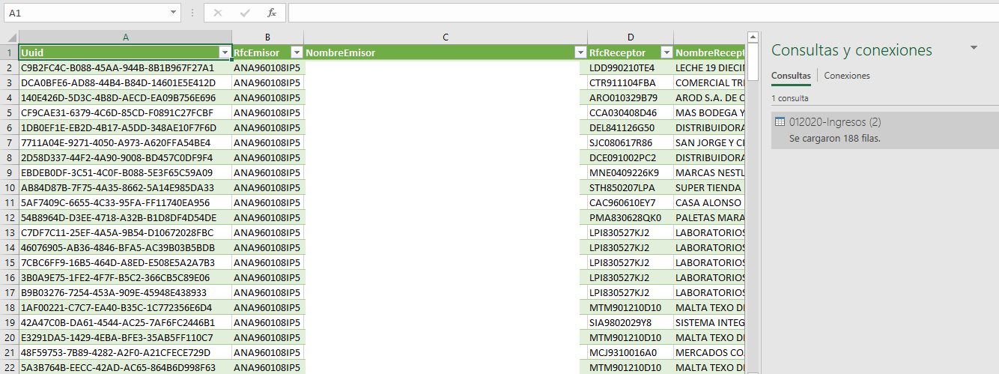 A1 fx
A B C D
1 Uuid RfcEmisor NombreEmisor RfcReceptor NombreRecept
2 C9B2FC4C-B088-45AA-944B-8B1B967F27A1 ANA960108IP5 LDD990210TE4 LECHE 19 DIECI
3 DCA0BFE6-AD88-44B4-B84D-14601E5E412D ANA960108IP5 CTR911104FBA COMERCIAL TRE
4 140E426D-5D3C-4B8D-AECD-EA09B756E696 ANA960108IP5 ARO010329B79 AROD S.A. DE C
5 CF9CAE31-6379-4C6D-85CD-F0891C27FCBF ANA960108IP5 CCA030408D46 MAS BODEGA Y
6 1DB0EF1E-EB2D-4B17-A5DD-348AE10F7F6D ANA960108IP5 DEL841126G50 DISTRIBUIDORA
7 7711A04E-9271-4050-A973-A620FFA54BE4 ANA960108IP5 SJC080617R86 SAN JORGE Y C
8 2D58D337-44F2-4A90-9008-BD457C0DF9F4 ANA960108IP5 DCE091002PC2 DISTRIBUIDORA
9 EBDEB0DF-3C51-4C0F-B088-5E3F65C59A09 ANA960108IP5 MNE0409226K9 MARCAS NESTL
10 AB84D87B-7F75-4A35-8662-5A14E985DA33 ANA960108IP5 STH850207LPA SUPER TIENDA
11 5AF7409C-6655-4C33-95FA-FF11740EA956 ANA960108IP5 CAC960610EY7 CASA ALONSO
12 54B8964D-D3EE-4718-A32B-B1D8DF4D54DE ANA960108IP5 PMA830628QK0 PALETAS MARA
13 C7DF7C11-25EF-4A5A-9B54-D10672028FBC ANA960108IP5 LPI830527KJ2 LABORATORIOS
14 46076905-AB36-4846-BFA5-AC39B03B5BDB ANA960108IP5 LPI830527KJ2 LABORATORIOS
15 7CBC6FF9-16B5-464D-A8ED-E508E5A2A7B3 ANA960108IP5 LPI830527KJ2 LABORATORIOS
16 3B0A9E75-1FE2-4F7F-B5C2-366CB5C89E06 ANA960108IP5 LPI830527KJ2 LABORATORIOS
17 B9B03276-7254-453A-909E-45948E438933 ANA960108IP5 LPI830527KJ2 LABORATORIOS
18 1AF00221-C7C7-EA40-B35C-1C772356E6D4 ANA960108IP5 MTM901210D10 MALTA TEXO DE
19 42A47C0B-DA61-4544-AC25-7AF6FC2446B1 ANA960108IP5 SIA9802029Y8 SISTEMA INTEG
20 E3291DA5-1429-4EBA-BFE3-35AB5FF110C7 ANA960108IP5 MTM901210D10 MALTA TEXO DE
21 48F59753-7B89-4282-A2F0-A21CFECE729D ANA960108IP5 MCJ9310016A0 MERCADOS CO
22 5A3B764B-EECC-42AD-AC65-864B6D998F63 ANA960108IP5 MTM901210D10 MALTA TEXO DE
Consultas y conexiones
Consultas Conexiones
1 consulta
012020-Ingresos (2)
Se cargaron 188 filas.